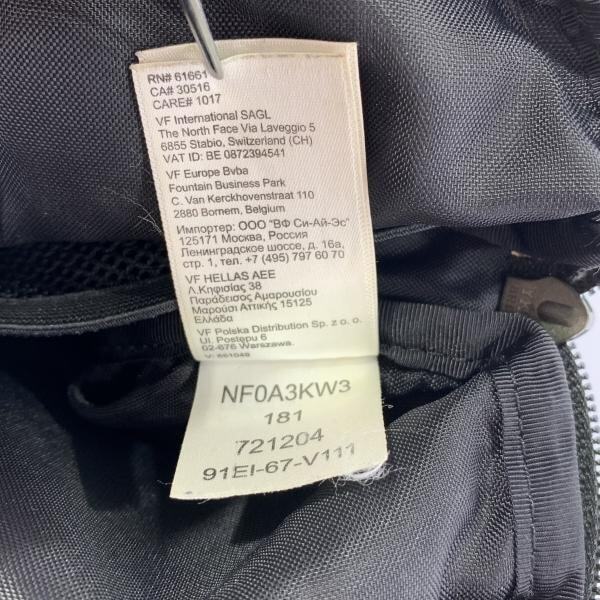 RN# 61661
CA# 30516
CARE# 1017
VF International SAGL
The North Face Via Laveggio 5
6855 Stabio, Switzerland (CH)
VAT ID: BE 0872394541
VF Europe Bvba
Fountain Business Park
C. Van Kerckhovenstraat 110
2880 Bornem, Belgium
Импортер: ООО "ВФ Си-Ай-Эс"
125171 Москва, Россия
Ленинградское шоссе, д. 16а,
стр. 1, тел. +7 (495) 797 60 70
VF HELLAS AEE
Λ.Κηφισίας 38
Παράδεισος Αμαρουσίου
Μαρούσι Αττικής 15125
Ελλάδα
VF Polska Distribution Sp. z o. o.
Ul. Postępu 6
02-676 Warszawa.
NF0A3KW3
181
721204
91EI-67-V111